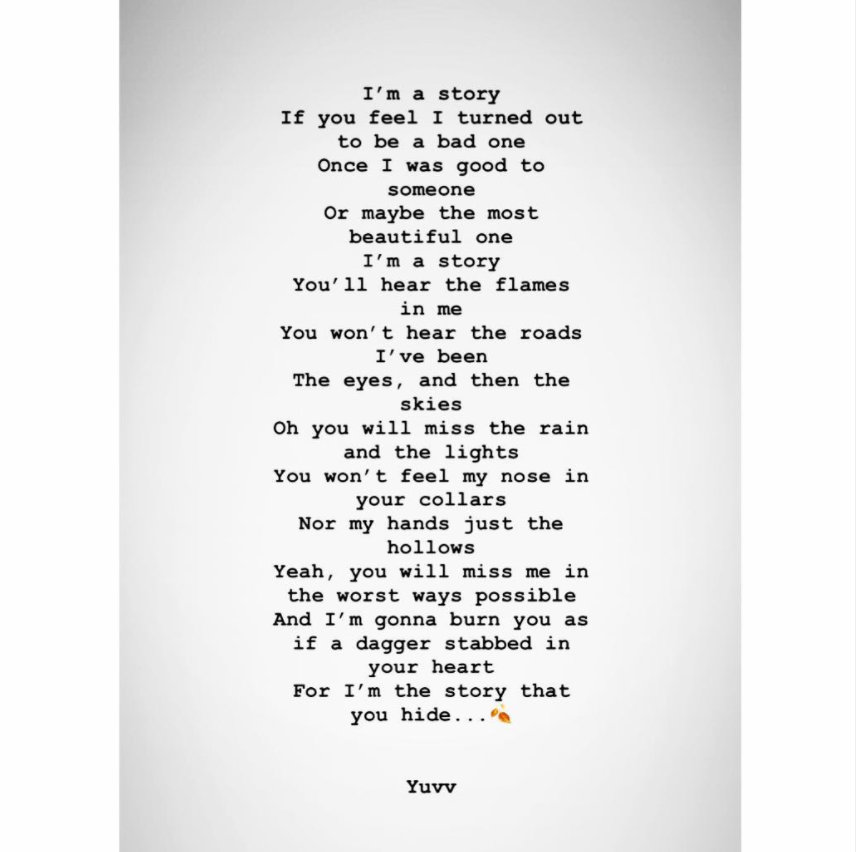 I’m a story
If you feel I turned out
to be a bad one
Once I was good to
someone
Or maybe the most
beautiful one
I’m a story
You’ll hear the flames
in me
You won’t hear the roads
I’ve been
The eyes, and then the
skies
Oh you will miss the rain
and the lights
You won’t feel my nose in
your collars
Nor my hands just the
hollows
Yeah, you will miss me in
the worst ways possible
And I’m gonna burn you as
if a dagger stabbed in
your heart
For I’m the story that
you hide...🍂
Yuvv